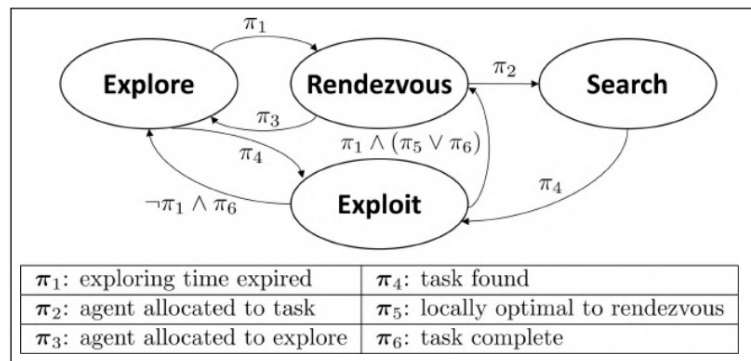 π₁
Explore
Rendezvous
π₂
Search
π₃
π₄
π₁ ∧ (π₅ ∨ π₆)
π₄
¬π₁ ∧ π₆
Exploit
π₁: exploring time expired
π₄: task found
π₂: agent allocated to task
π₅: locally optimal to rendezvous
π₃: agent allocated to explore
π₆: task complete